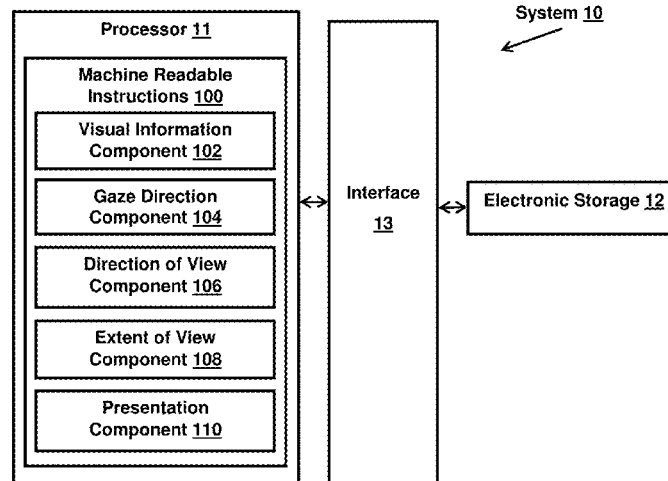 Processor 11
Machine Readable
Instructions 100
Visual Information
Component 102
Gaze Direction
Component 104
Direction of View
Component 106
Extent of View
Component 108
Presentation
Component 110
Interface
13
System 10
Electronic Storage 12